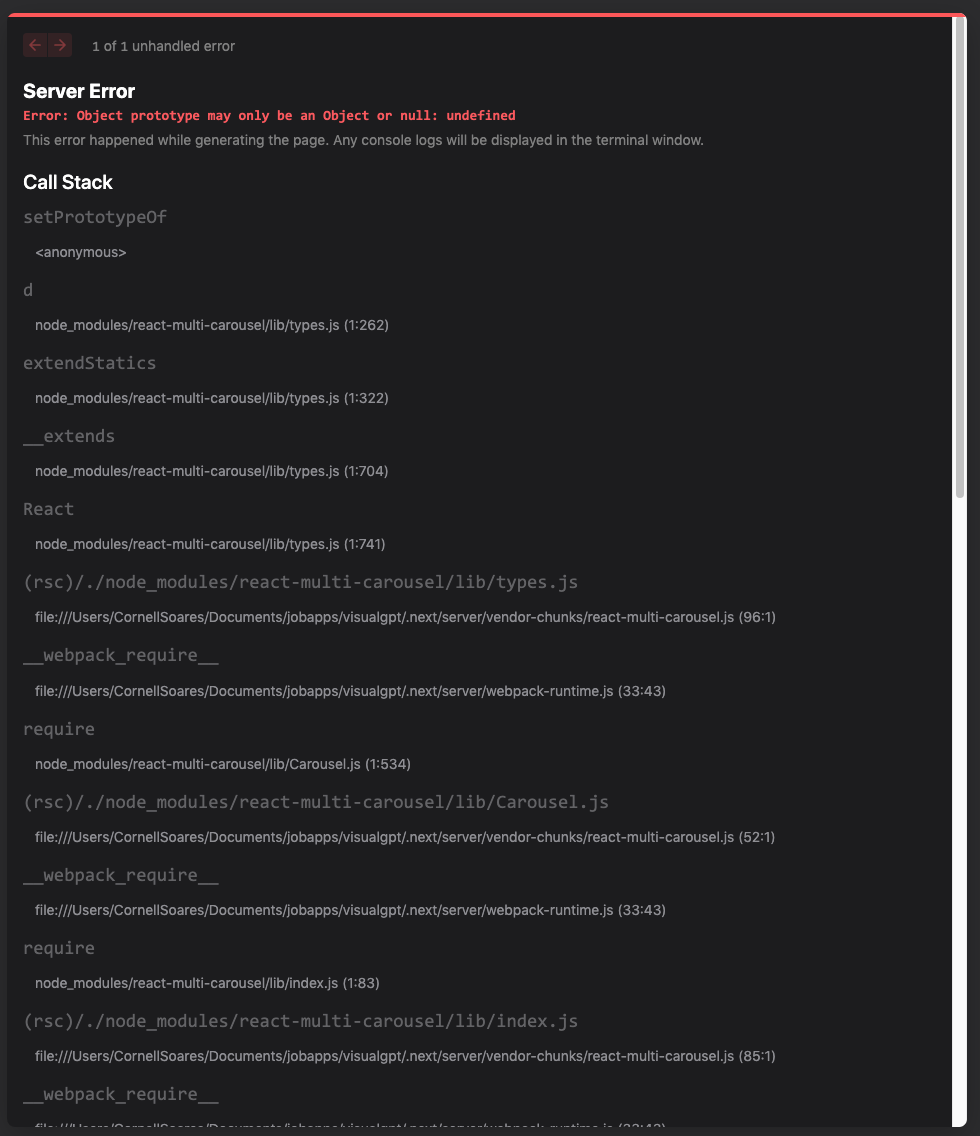 1 of 1 unhandled error
Server Error
Error: Object prototype may only be an Object or null: undefined
This error happened while generating the page. Any console logs will be displayed in the terminal window.
Call Stack
setPrototypeOf
<anonymous>
d
node_modules/react-multi-carousel/lib/types.js (1:262)
extendStatics
node_modules/react-multi-carousel/lib/types.js (1:322)
__extends
node_modules/react-multi-carousel/lib/types.js (1:704)
React
node_modules/react-multi-carousel/lib/types.js (1:741)
(rsc)/./node_modules/react-multi-carousel/lib/types.js
file:///Users/CornellSoares/Documents/jobapps/visualgpt/.next/server/vendor-chunks/react-multi-carousel.js (96:1)
__webpack_require__
file:///Users/CornellSoares/Documents/jobapps/visualgpt/.next/server/webpack-runtime.js (33:43)
require
node_modules/react-multi-carousel/lib/Carousel.js (1:534)
(rsc)/./node_modules/react-multi-carousel/lib/Carousel.js
file:///Users/CornellSoares/Documents/jobapps/visualgpt/.next/server/vendor-chunks/react-multi-carousel.js (52:1)
__webpack_require__
file:///Users/CornellSoares/Documents/jobapps/visualgpt/.next/server/webpack-runtime.js (33:43)
require
node_modules/react-multi-carousel/lib/index.js (1:83)
(rsc)/./node_modules/react-multi-carousel/lib/index.js
file:///Users/CornellSoares/Documents/jobapps/visualgpt/.next/server/vendor-chunks/react-multi-carousel.js (85:1)
__webpack_require__